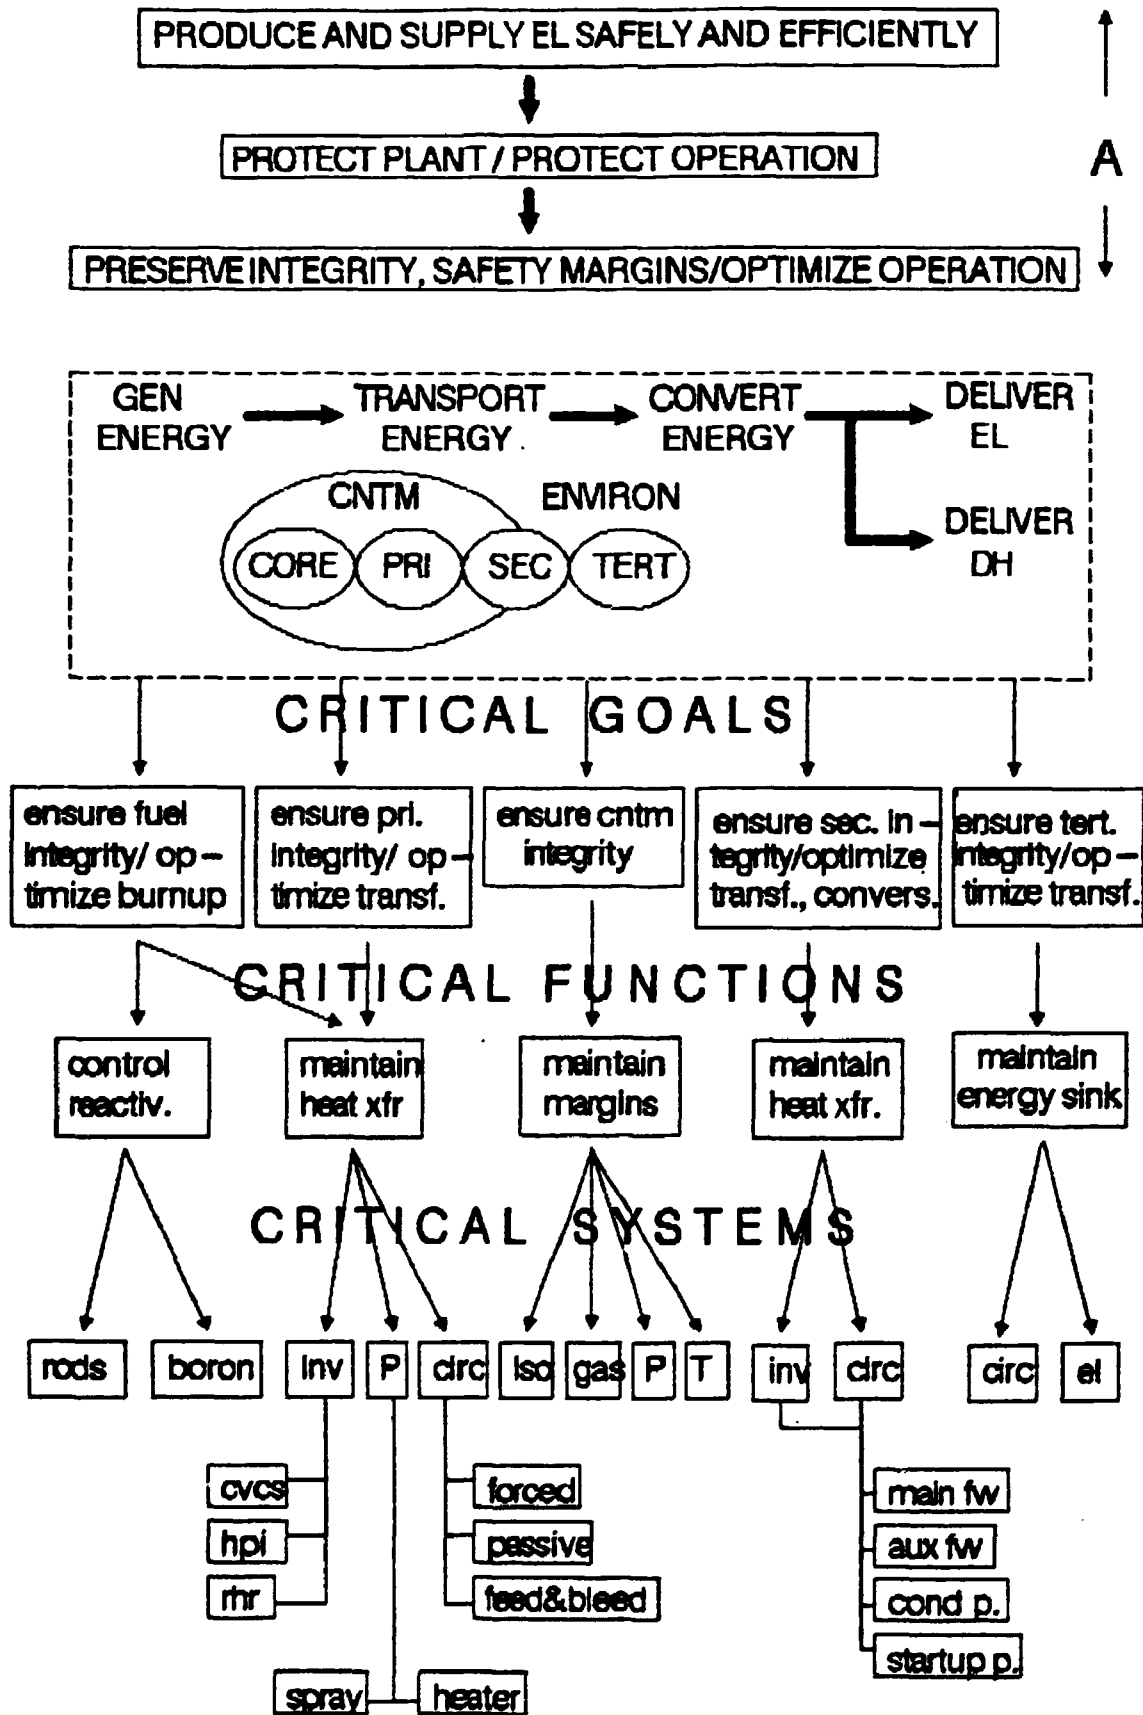 PRODUCE AND SUPPLY EL SAFELY AND EFFICIENTLY
PROTECT PLANT / PROTECT OPERATION
A
PRESERVE INTEGRITY, SAFETY MARGINS/OPTIMIZE OPERATION
GEN
ENERGY
TRANSPORT
ENERGY
CONVERT
ENERGY
DELIVER
EL
CNTM
ENVIRON
DELIVER
DH
CORE
PRI
SEC
TERT
CRITICAL GOALS
ensure fuel
integrity/ op-
timize burnup
ensure pri.
integrity/ op-
timize transf.
ensure cntm
integrity
ensure sec. in-
tegrity/optimize
transf., convers.
ensure tert.
integrity/op-
timize transf.
CRITICAL FUNCTIONS
control
reactiv.
maintain
heat xfr
maintain
margins
maintain
heat xfr.
maintain
energy sink
CRITICAL SYSTEMS
rods
boron
inv
P
circ
iso
gas
P
T
inv
circ
circ
el
cvcs
hpi
rhr
forced
passive
feed&bleed
main fw
aux fw
cond p.
startup p.
spray
heater